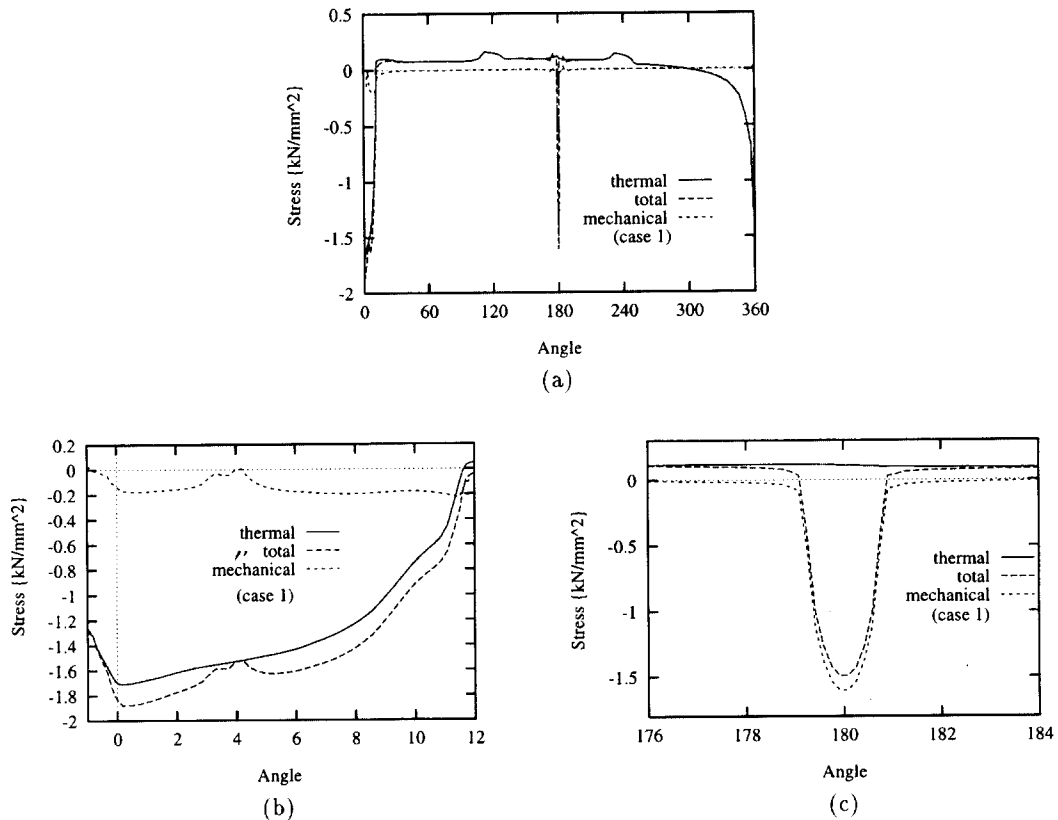 0.5
0
-0.5
-1
-1.5
-2
Stress {kN/mm^2}
thermal
total
mechanical
(case 1)
0 60 120 180 240 300 360
Angle
(a)
0.2
0
-0.2
-0.4
-0.6
-0.8
-1
-1.2
-1.4
-1.6
-1.8
-2
Stress {kN/mm^2}
thermal
total
mechanical
(case 1)
0 2 4 6 8 10 12
Angle
(b)
0
-0.5
-1
-1.5
Stress {kN/mm^2}
thermal
total
mechanical
(case 1)
176 178 180 182 184
Angle
(c)